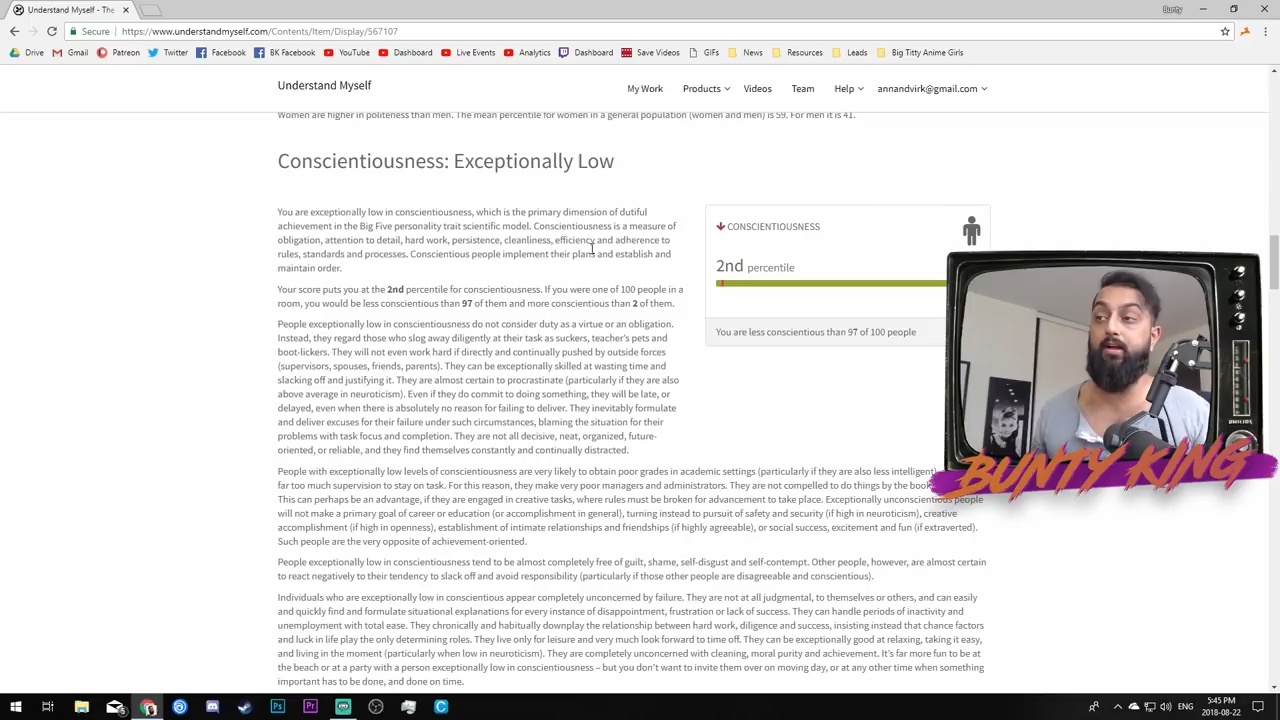 Understand Myself - The
Bunty
Secure
https://www.understandmyself.com/Contents/Item/Display/567107
Drive
Gmail
Patreon
Twitter
Facebook
BK Facebook
YouTube
Dashboard
Live Events
Analytics
Dashboard
Save Videos
GIFs
News
Resources
Leads
Big Titty Anime Girls
Understand Myself
My Work
Products
Videos
Team
Help
annandvirk@gmail.com
Women are higher in politeness than men. The mean percentile for women in a general population (women and men) is 59. For men it is 41.
Conscientiousness: Exceptionally Low
You are exceptionally low in conscientiousness, which is the primary dimension of dutiful
achievement in the Big Five personality trait scientific model. Conscientiousness is a measure of
obligation, attention to detail, hard work, persistence, cleanliness, efficiency and adherence to
rules, standards and processes. Conscientious people implement their plans and establish and
maintain order.
Your score puts you at the 2nd percentile for conscientiousness. If you were one of 100 people in a
room, you would be less conscientious than 97 of them and more conscientious than 2 of them.
People exceptionally low in conscientiousness do not consider duty as a virtue or an obligation.
Instead, they regard those who slog away diligently at their task as suckers, teacher's pets and
boot-lickers. They will not even work hard if directly and continually pushed by outside forces
(supervisors, spouses, friends, parents). They can be exceptionally skilled at wasting time and
slacking off and justifying it. They are almost certain to procrastinate (particularly if they are also
above average in neuroticism). Even if they do commit to doing something, they will be late, or
delayed, even when there is absolutely no reason for failing to deliver. They inevitably formulate
and deliver excuses for their failure under such circumstances, blaming the situation for their
problems with task focus and completion. They are not all decisive, neat, organized, future-
oriented, or reliable, and they find themselves constantly and continually distracted.
CONSCIENTIOUSNESS
2nd percentile
You are less conscientious than 97 of 100 people
People with exceptionally low levels of conscientiousness are very likely to obtain poor grades in academic settings (particularly if they are also less intelligent)
far too much supervision to stay on task. For this reason, they make very poor managers and administrators. They are not compelled to do things by the book
This can perhaps be an advantage, if they are engaged in creative tasks, where rules must be broken for advancement to take place. Exceptionally unconscientious people
will not make a primary goal of career or education (or accomplishment in general), turning instead to pursuit of safety and security (if high in neuroticism), creative
accomplishment (if high in openness), establishment of intimate relationships and friendships (if highly agreeable), or social success, excitement and fun (if extraverted).
Such people are the very opposite of achievement-oriented.
People exceptionally low in conscientiousness tend to be almost completely free of guilt, shame, self-disgust and self-contempt. Other people, however, are almost certain
to react negatively to their tendency to slack off and avoid responsibility (particularly if those other people are disagreeable and conscientious).
Individuals who are exceptionally low in conscientious appear completely unconcerned by failure. They are not at all judgmental, to themselves or others, and can easily
and quickly find and formulate situational explanations for every instance of disappointment, frustration or lack of success. They can handle periods of inactivity and
unemployment with total ease. They chronically and habitually downplay the relationship between hard work, diligence and success, insisting instead that chance factors
and luck in life play the only determining roles. They live only for leisure and very much look forward to time off. They can be exceptionally good at relaxing, taking it easy,
and living in the moment (particularly when low in neuroticism). They are completely unconcerned with cleaning, moral purity and achievement. It's far more fun to be at
the beach or at a party with a person exceptionally low in conscientiousness – but you don't want to invite them over on moving day, or at any other time when something
important has to be done, and done on time.
PHILIPS
BUNTY KING
ENG
5:45 PM
2018-08-22